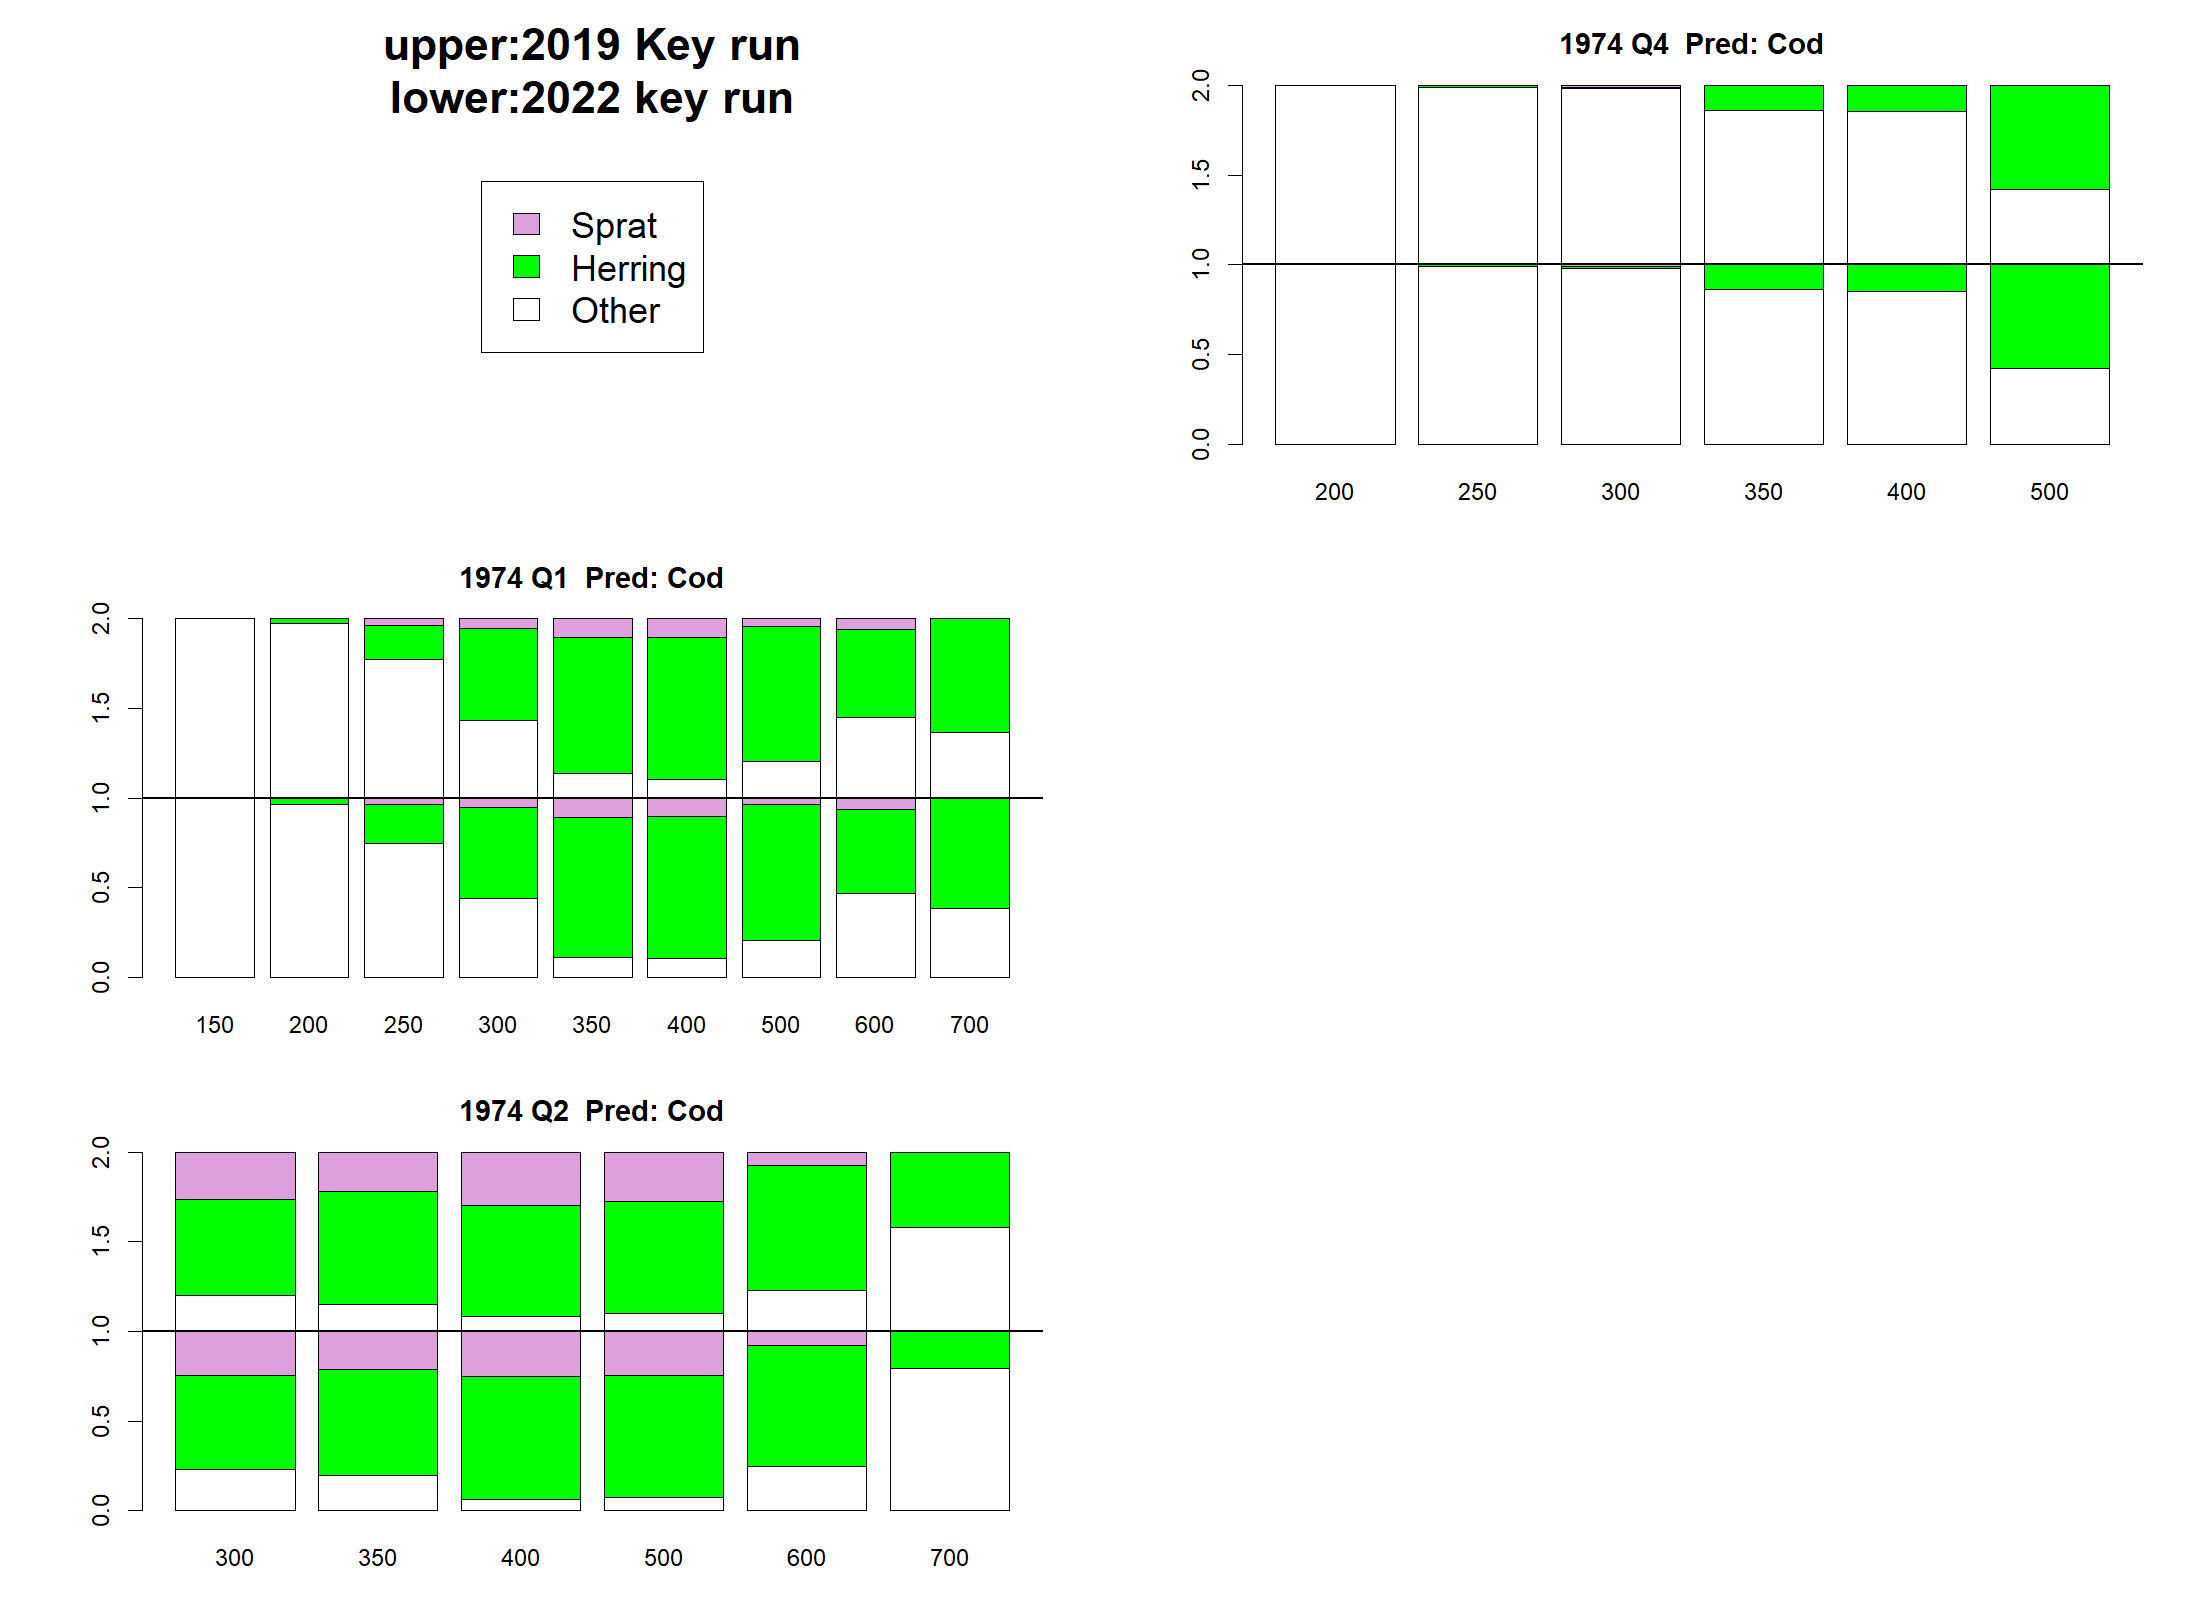 upper:2019 Key run
lower:2022 key run
Sprat
Herring
Other
1974 Q4  Pred: Cod
2.0
1.5
1.0
0.5
0.0
200 250 300 350 400 500
1974 Q1  Pred: Cod
2.0
1.5
1.0
0.5
0.0
150 200 250 300 350 400 500 600 700
1974 Q2  Pred: Cod
2.0
1.5
1.0
0.5
0.0
300 350 400 500 600 700